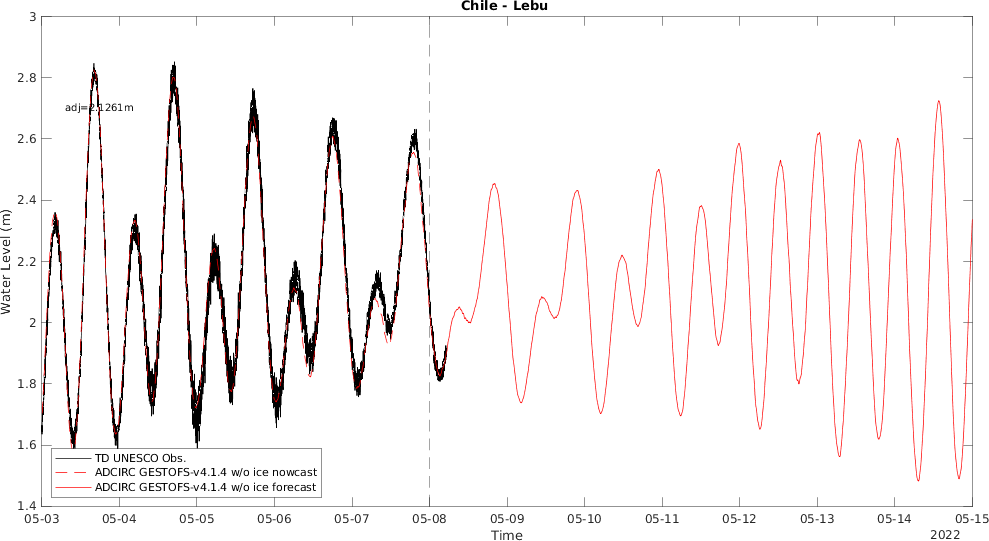 Chile - Lebu
3
2.8
adj=2.1261m
2.6
2.4
2.2
2
1.8
1.6
1.4
Water Level (m)
TD UNESCO Obs.
ADCIRC GESTOFS-v4.1.4 w/o ice nowcast
ADCIRC GESTOFS-v4.1.4 w/o ice forecast
05-03 05-04 05-05 05-06 05-07 05-08 05-09 05-10 05-11 05-12 05-13 05-14 05-15
Time
2022